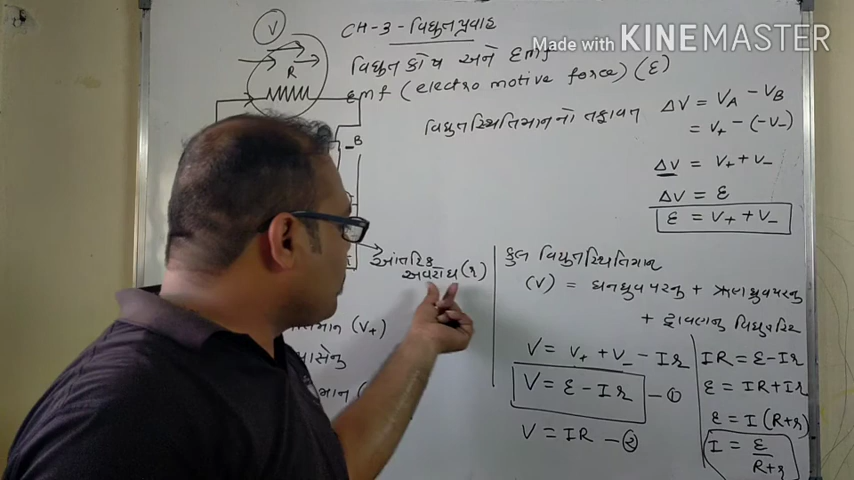 CH-3-વિદ્યુતપ્રવાહ
Made with KINEMASTER
વિદ્યુત કોષ અને Emf
Emf (electro motive force) (ε)
વિદ્યુતસ્થિતિમાનનો તફાવત
ΔV = VA - VB
= V+ - (-V-)
ΔV = V+ + V-
ΔV = ε
ε = V+ + V-
V
R
B
આંતરિક
અવરોધ (r)
(V+)
કુલ વિદ્યુતસ્થિતિમાન
(V) = ધનધ્રુવ પરનુ + ઋણધ્રુવ પરનુ
+ દ્રાવણનુ
V = V+ + V- - Ir
V = ε - Ir - ①
V = IR - ②
IR = ε - Ir
ε = IR + Ir
ε = I (R+r)
I = ε / R+r